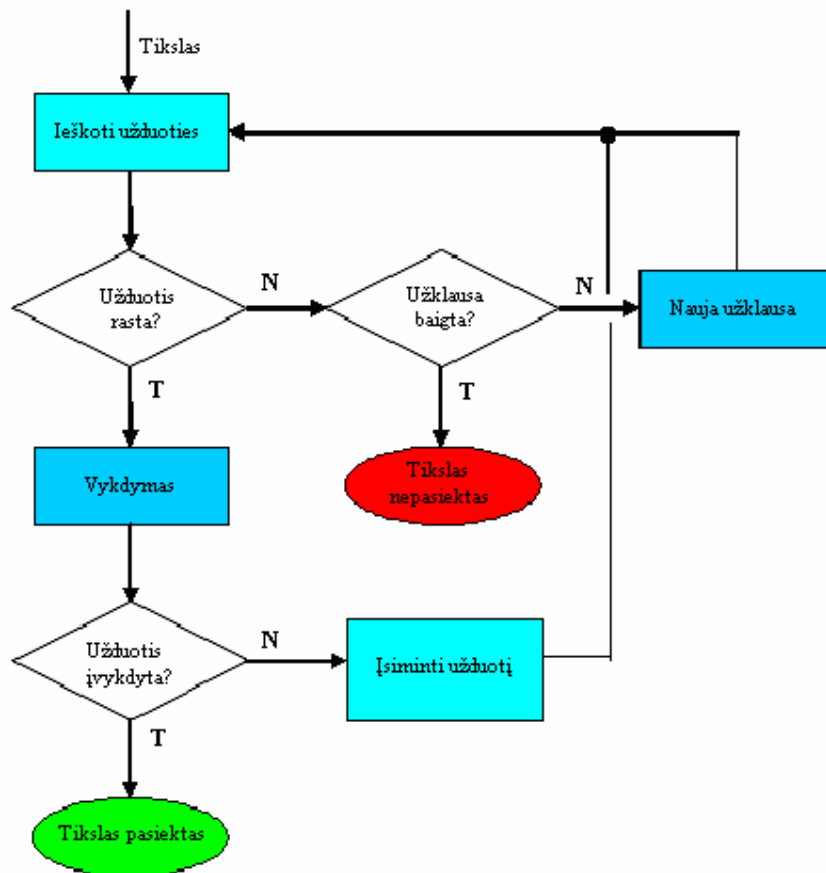 Tikslas
Ieškoti užduoties
Užduotis
rasta?
N
Užklausa
baigta?
N
Nauja užklausa
T
T
Vykdymas
Tikslas
nepasiektas
Užduotis
įvykdyta?
N
Įsiminti užduotį
T
Tikslas pasiektas